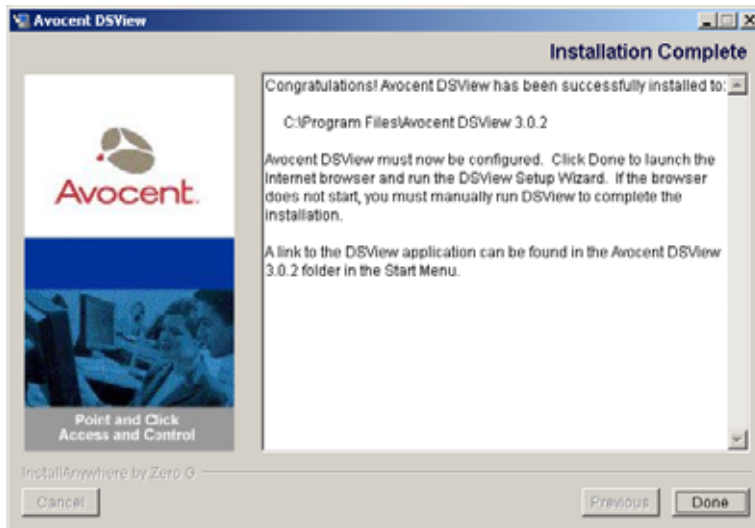 Avocent DSView
Installation Complete
Congratulations! Avocent DSView has been successfully installed to:
C:\Program Files\Avocent DSView 3.0.2
Avocent DSView must now be configured. Click Done to launch the
Internet browser and run the DSView Setup Wizard. If the browser
does not start, you must manually run DSView to complete the
installation.
A link to the DSView application can be found in the Avocent DSView
3.0.2 folder in the Start Menu.
Avocent.
Point and Click
Access and Control
InstallAnywhere by Zero G
Cancel
Previous
Done